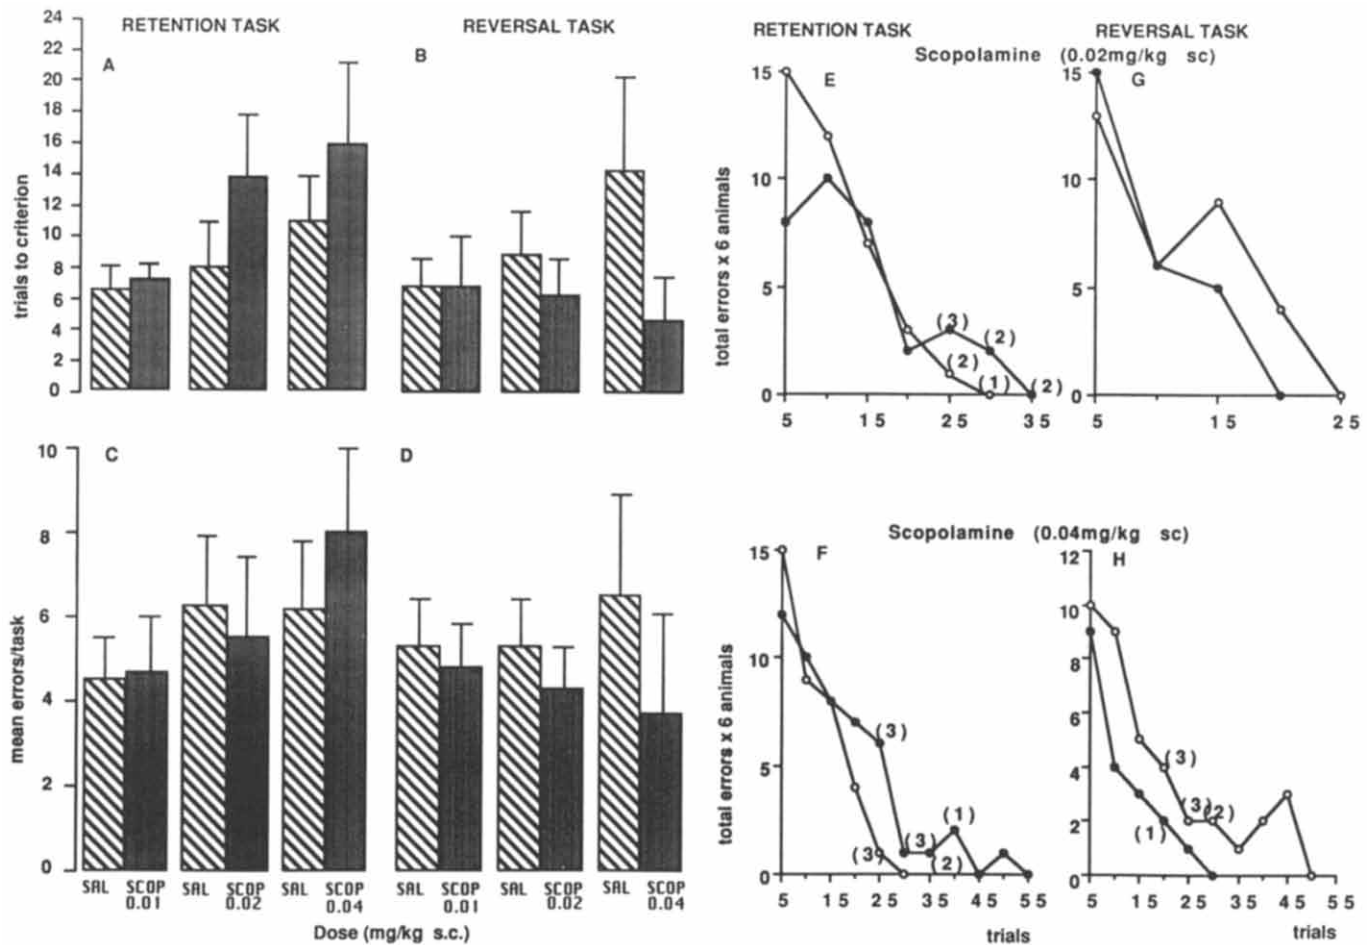 RETENTION TASK
REVERSAL TASK
A
B
trials to criterion
24
22
20
18
16
14
12
10
8
6
4
2
0
C
D
mean errors/task
10
8
6
4
2
0
SAL SCOP SAL SCOP SAL SCOP SAL SCOP SAL SCOP SAL SCOP
0.01 0.02 0.04 0.01 0.02 0.04
Dose (mg/kg s.c.)
RETENTION TASK
REVERSAL TASK
Scopolamine (0.02mg/kg sc)
E
total errors x 6 animals
15
10
5
0
(3)
(2)
(2)
(1)
(2)
5 15 25 35
G
15
10
5
0
5 15 25
Scopolamine (0.04mg/kg sc)
F
total errors x 6 animals
15
10
5
0
(3)
(1)
(3)
(3)
(2)
5 15 25 35 45 55
trials
H
12
10
8
6
4
2
0
(3)
(3)
(2)
(1)
5 15 25 35 45 55
trials